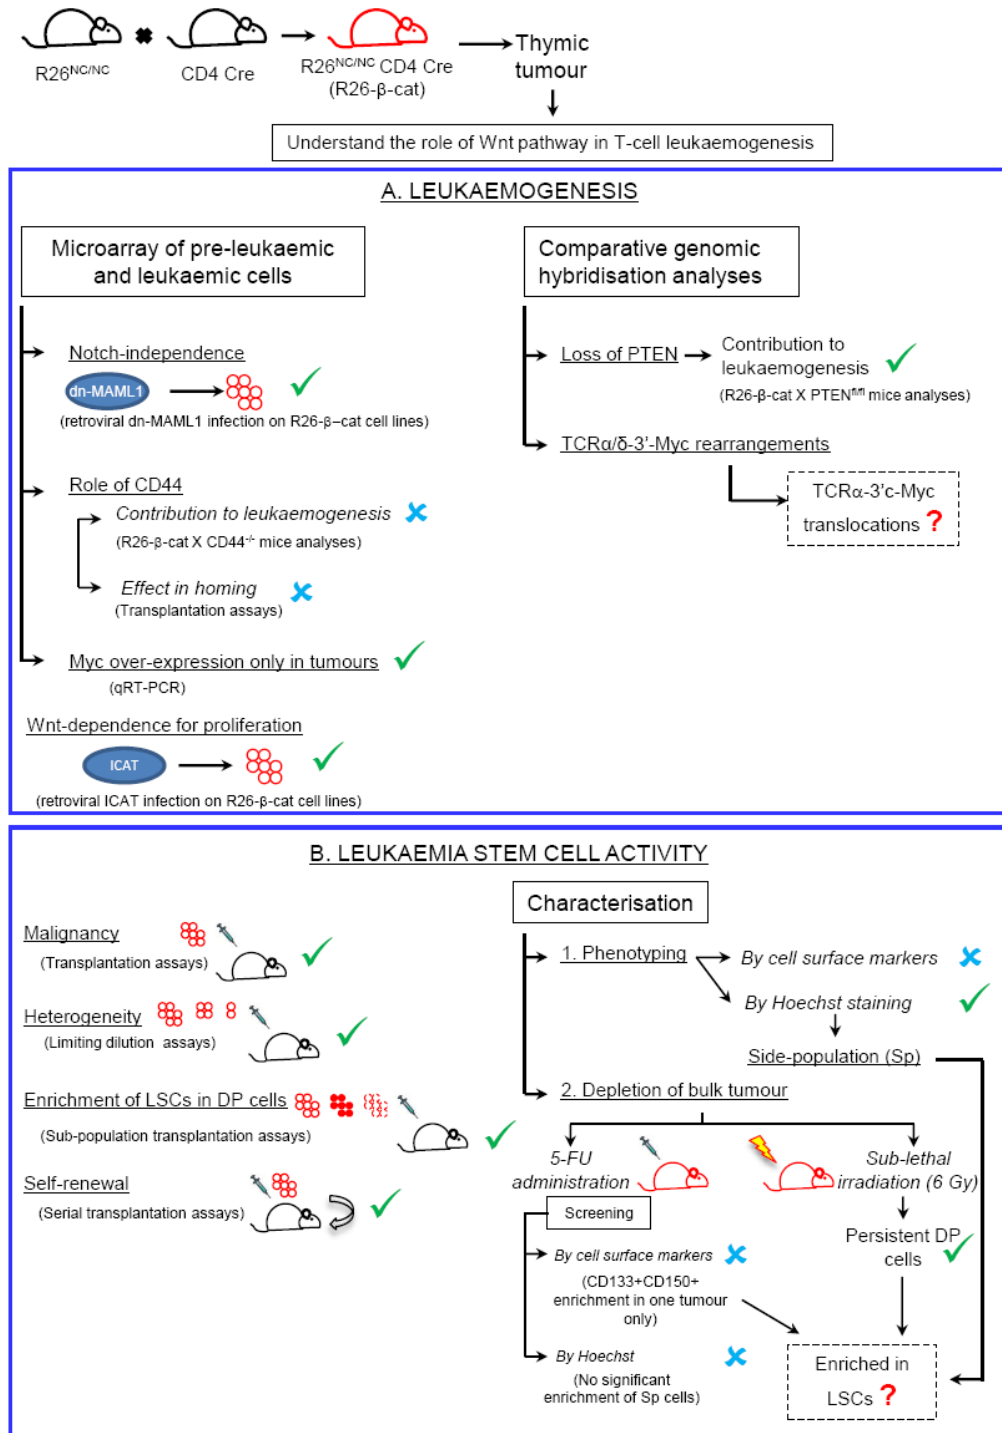 R26NC/NC
CD4 Cre
R26NC/NC CD4 Cre
(R26-β-cat)
Thymic
tumour
Understand the role of Wnt pathway in T-cell leukaemogenesis
A. LEUKAEMOGENESIS
Microarray of pre-leukaemic
and leukaemic cells
Notch-independence
dn-MAML1
(retroviral dn-MAML1 infection on R26-β–cat cell lines)
Role of CD44
Contribution to leukaemogenesis
(R26-β-cat X CD44-/- mice analyses)
Effect in homing
(Transplantation assays)
Myc over-expression only in tumours
(qRT-PCR)
Wnt-dependence for proliferation
ICAT
(retroviral ICAT infection on R26-β-cat cell lines)
Comparative genomic
hybridisation analyses
Loss of PTEN
Contribution to
leukaemogenesis
(R26-β-cat X PTENfl/fl mice analyses)
TCRα/δ-3'-Myc rearrangements
TCRα-3'c-Myc
translocations ?
B. LEUKAEMIA STEM CELL ACTIVITY
Malignancy
(Transplantation assays)
Heterogeneity
(Limiting dilution assays)
Enrichment of LSCs in DP cells
(Sub-population transplantation assays)
Self-renewal
(Serial transplantation assays)
Characterisation
1. Phenotyping
By cell surface markers
By Hoechst staining
Side-population (Sp)
2. Depletion of bulk tumour
5-FU
administration
Sub-lethal
irradiation (6 Gy)
Screening
By cell surface markers
(CD133+CD150+
enrichment in one tumour
only)
By Hoechst
(No significant
enrichment of Sp cells)
Persistent DP
cells
Enriched in
LSCs ?